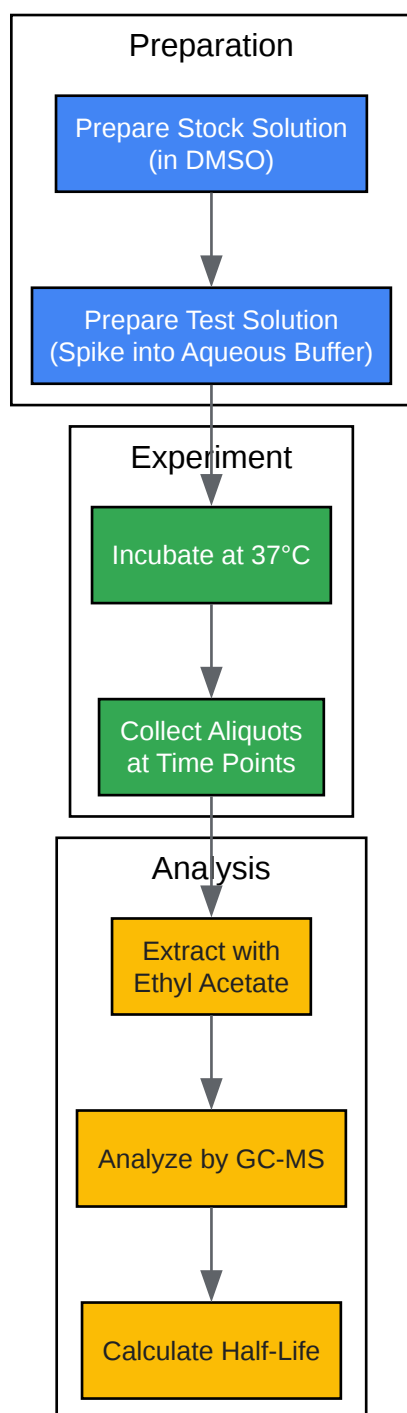 Preparation
Prepare Stock Solution
(in DMSO)
Prepare Test Solution
(Spike into Aqueous Buffer)
Experiment
Incubate at 37°C
Collect Aliquots
at Time Points
Analysis
Extract with
Ethyl Acetate
Analyze by GC-MS
Calculate Half-Life